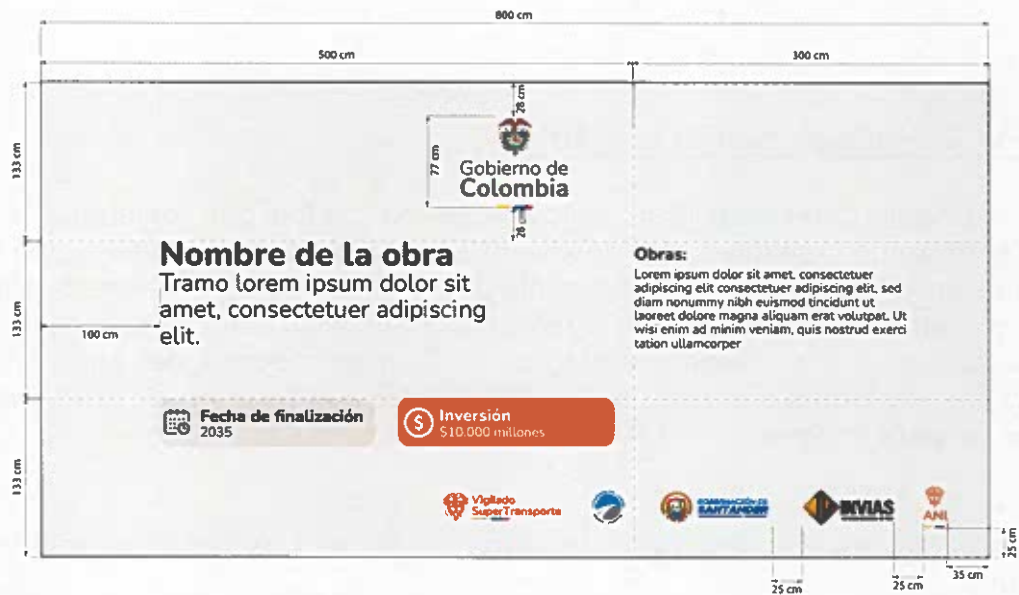 800 cm
500 cm
300 cm
28 cm
133 cm
77 cm
Gobierno de
Colombia
26 cm
Nombre de la obra
Tramo lorem ipsum dolor sit
amet, consectetuer adipiscing
elit.
Obras:
Lorem ipsum dolor sit amet, consectetuer
adipiscing elit consectetuer adipiscing elit, sed
diam nonummy nibh euismod tincidunt ut
laoreet dolore magna aliquam erat volutpat. Ut
wisi enim ad minim veniam, quis nostrud exerci
tation ullamcorper
133 cm
100 cm
Fecha de finalización
2035
Inversión
$10.000 millones
133 cm
Vigilado
SuperTransporte
GOBERNACIÓN DE
SANTANDER
INVIAS
ANI
25 cm
35 cm
25 cm
25 cm